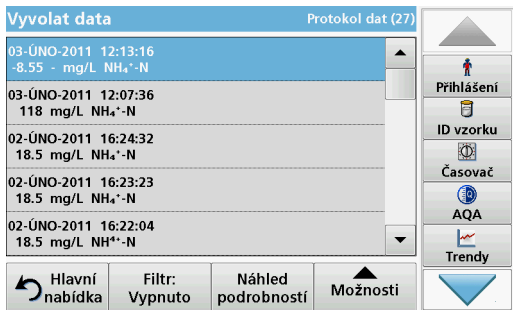 Vyvolat data
Protokol dat (27)
03-ÚNO-2011 12:13:16
-8.55 - mg/L NH₄⁺-N
03-ÚNO-2011 12:07:36
118 mg/L NH₄⁺-N
02-ÚNO-2011 16:24:32
18.5 mg/L NH₄⁺-N
02-ÚNO-2011 16:23:23
18.5 mg/L NH₄⁺-N
02-ÚNO-2011 16:22:04
18.5 mg/L NH⁴⁺-N
Přihlášení
ID vzorku
Časovač
AQA
Trendy
Hlavní
nabídka
Filtr:
Vypnuto
Náhled
podrobností
Možnosti